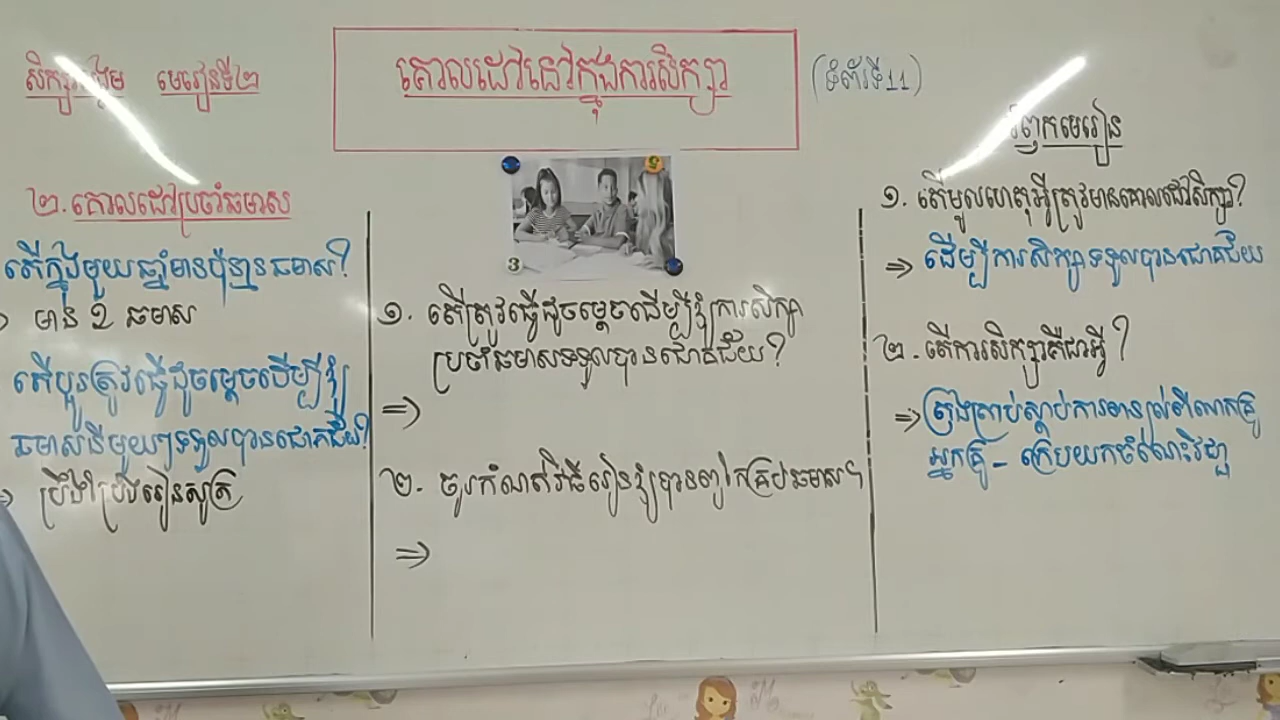 សិក្សាសង្គម មេរៀនទី២
គោលដៅនៅក្នុងការសិក្សា
(ទំព័រទី11)
២. គោលដៅប្រចាំឆមាស
តើក្នុងមួយឆ្នាំមានប៉ុន្មានឆមាស?
មាន 2 ឆមាស
តើប្អូនត្រូវធ្វើដូចម្តេចដើម្បីឱ្យ
ឆមាសនីមួយៗទទួលបានជោគជ័យ?
ប្រឹងប្រែងរៀនសូត្រ
3
១. តើត្រូវធ្វើដូចម្តេចដើម្បីឱ្យការសិក្សា
ប្រចាំឆមាសទទួលបានជោគជ័យ?
⇒
២. ចូរកំណត់វិធីរៀនឱ្យបានពូកែគ្រប់ឆមាស។
⇒
រំឭកមេរៀន
១. តើមូលហេតុអ្វីត្រូវមានគោលដៅសិក្សា?
⇒ ដើម្បីការសិក្សាទទួលបានជោគជ័យ
២. តើការសិក្សាគឺជាអ្វី?
⇒ ត្រងត្រាប់ស្តាប់ការពន្យល់ពីលោកគ្រូ
អ្នកគ្រូ - ក្រេបយកចំណេះវិជ្ជា